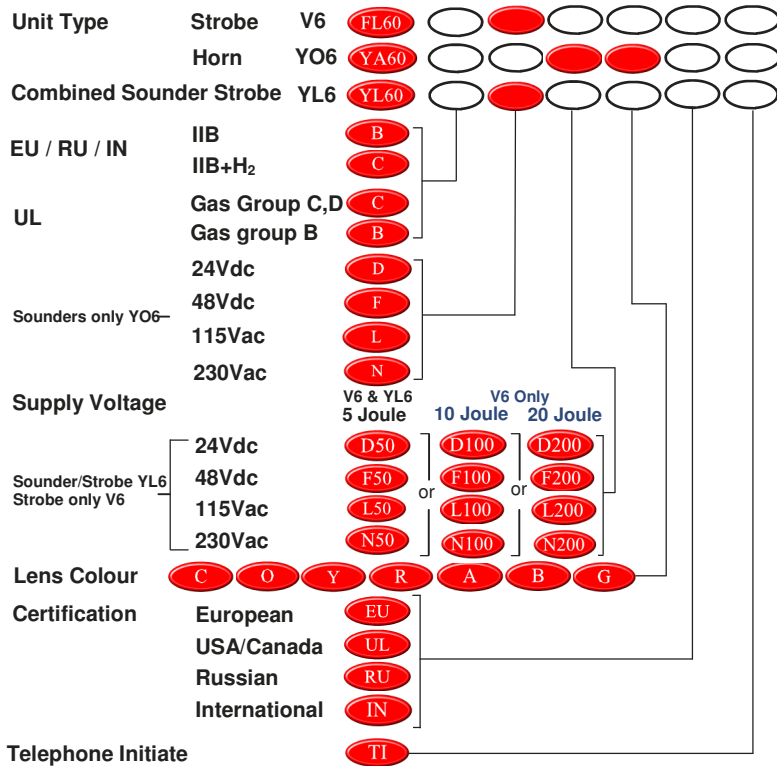 Unit Type Strobe V6 FL60
Horn YO6 YA60
Combined Sounder Strobe YL6 YL60
EU / RU / IN IIB B
IIB+H₂ C
UL Gas Group C,D C
Gas group B B
24Vdc D
Sounders only YO6 48Vdc F
115Vac L
230Vac N
Supply Voltage V6 & YL6 V6 Only
5 Joule 10 Joule 20 Joule
24Vdc D50 D100 D200
Sounder/Strobe YL6 48Vdc F50 or F100 or F200
Strobe only V6 115Vac L50 L100 L200
230Vac N50 N100 N200
Lens Colour C O Y R A B G
Certification European EU
USA/Canada UL
Russian RU
International IN
Telephone Initiate TI